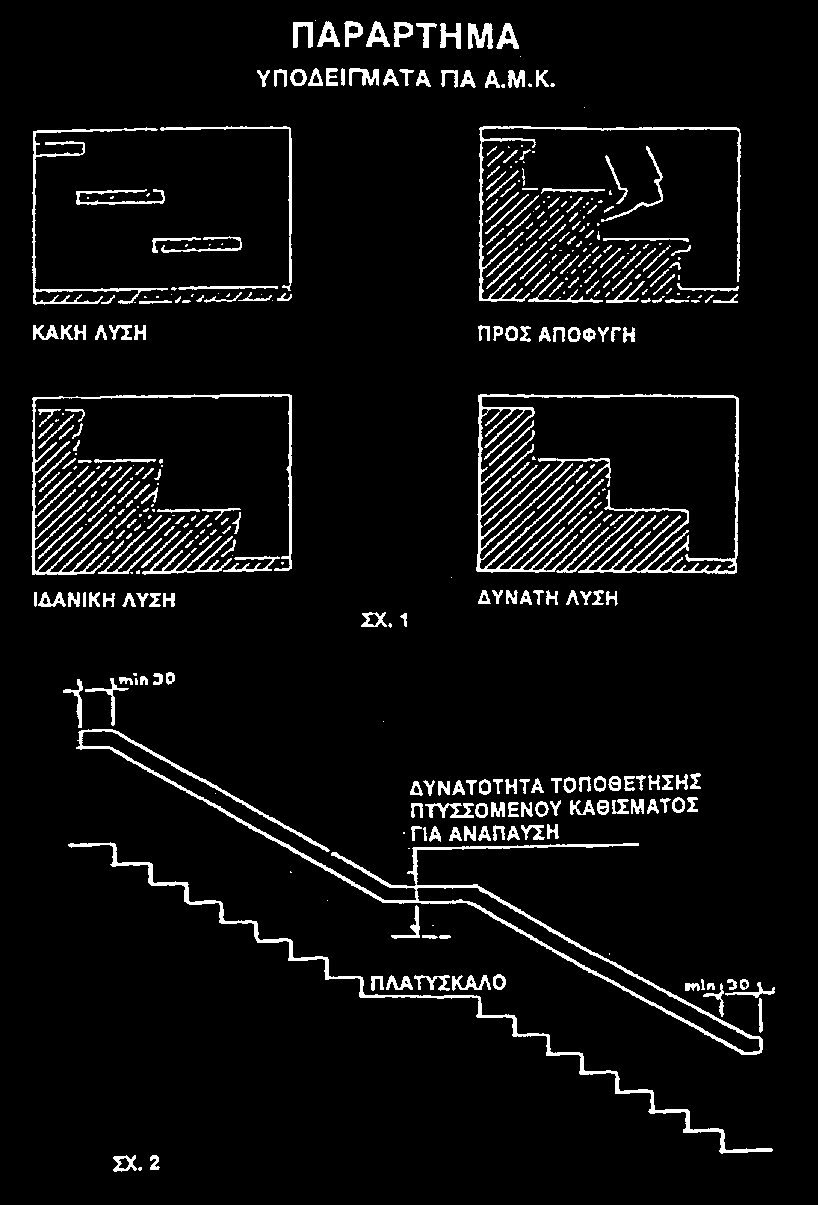 ΠΑΡΑΡΤΗΜΑ
ΥΠΟΔΕΙΓΜΑΤΑ ΓΙΑ Α.Μ.Κ.
ΚΑΚΗ ΛΥΣΗ
ΠΡΟΣ ΑΠΟΦΥΓΗ
ΙΔΑΝΙΚΗ ΛΥΣΗ
ΔΥΝΑΤΗ ΛΥΣΗ
ΣΧ. 1
min 30
ΔΥΝΑΤΟΤΗΤΑ ΤΟΠΟΘΕΤΗΣΗΣ
ΠΤΥΣΣΟΜΕΝΟΥ ΚΑΘΙΣΜΑΤΟΣ
ΓΙΑ ΑΝΑΠΑΥΣΗ
ΠΛΑΤΥΣΚΑΛΟ
min 30
ΣΧ. 2